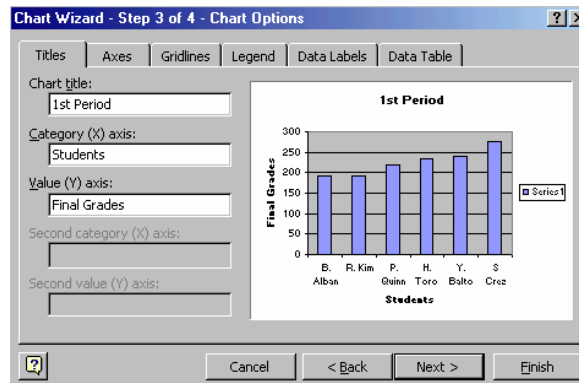 Chart Wizard - Step 3 of 4 - Chart Options
Titles Axes Gridlines Legend Data Labels Data Table
Chart title:
1st Period
Category (X) axis:
Students
Value (Y) axis:
Final Grades
Second category (X) axis:
Second value (Y) axis:
1st Period
300
250
200
150
100
50
0
Final Grades
B. Alban
R. Kim
P. Quinn
H. Toro
Y. Balto
S Crez
Students
Series1
Cancel < Back Next > Finish